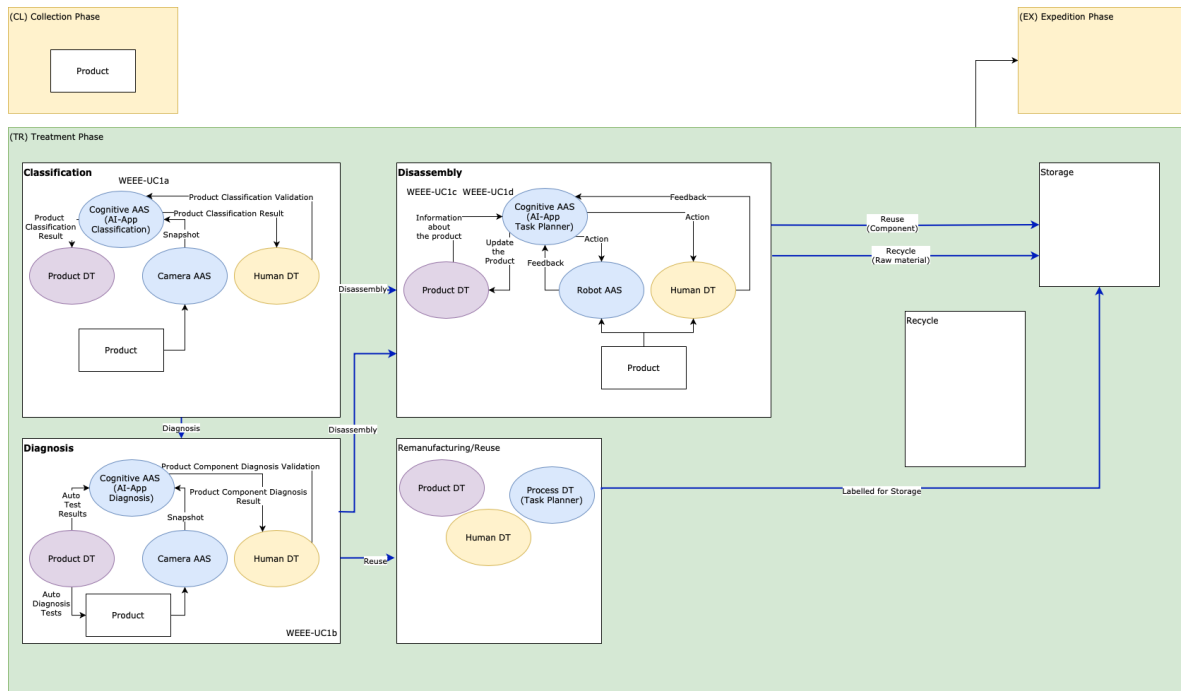 (CL) Collection Phase
Product
(EX) Expedition Phase
(TR) Treatment Phase
Classification
WEEE-UC1a
Product Classification Validation
Cognitive AAS
(AI-App
Classification)
Product Classification Result
Product
Classification
Result
Snapshot
Product DT
Camera AAS
Human DT
Product
Disassembly
Disassembly
WEEE-UC1c WEEE-UC1d
Feedback
Cognitive AAS
(AI-App
Task Planner)
Information
about
the product
Action
Update
the
Product
Action
Feedback
Product DT
Robot AAS
Human DT
Product
Reuse
(Component)
Recycle
(Raw material)
Storage
Recycle
Diagnosis
Disassembly
Diagnosis
Product Component Diagnosis Validation
Cognitive AAS
(AI-App
Diagnosis)
Product Component Diagnosis
Result
Auto
Test
Results
Snapshot
Product DT
Camera AAS
Human DT
Auto
Diagnosis
Tests
Product
WEEE-UC1b
Reuse
Remanufacturing/Reuse
Product DT
Process DT
(Task Planner)
Human DT
Labelled for Storage